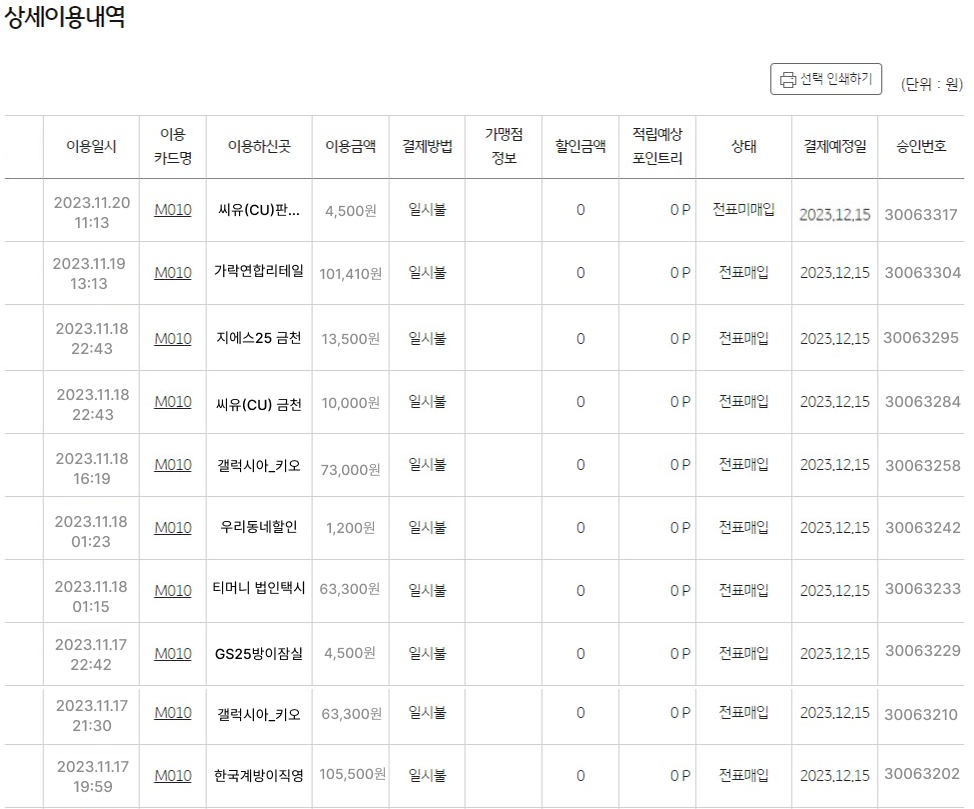 상세이용내역
선택 인쇄하기
(단위 : 원)
이용일시 이용 카드명 이용하신곳 이용금액 결제방법 가맹점 정보 할인금액 적립예상 포인트리 상태 결제예정일 승인번호
2023.11.20 11:13 M010 씨유(CU)판... 4,500원 일시불 0 0 P 전표미매입 2023.12.15 30063317
2023.11.19 13:13 M010 가락연합리테일 101,410원 일시불 0 0 P 전표매입 2023.12.15 30063304
2023.11.18 22:43 M010 지에스25 금천 13,500원 일시불 0 0 P 전표매입 2023.12.15 30063295
2023.11.18 22:43 M010 씨유(CU) 금천 10,000원 일시불 0 0 P 전표매입 2023.12.15 30063284
2023.11.18 16:19 M010 갤럭시아_키오 73,000원 일시불 0 0 P 전표매입 2023.12.15 30063258
2023.11.18 01:23 M010 우리동네할인 1,200원 일시불 0 0 P 전표매입 2023.12.15 30063242
2023.11.18 01:15 M010 티머니 법인택시 63,300원 일시불 0 0 P 전표매입 2023.12.15 30063233
2023.11.17 22:42 M010 GS25방이잠실 4,500원 일시불 0 0 P 전표매입 2023.12.15 30063229
2023.11.17 21:30 M010 갤럭시아_키오 63,300원 일시불 0 0 P 전표매입 2023.12.15 30063210
2023.11.17 19:59 M010 한국계방이직영 105,500원 일시불 0 0 P 전표매입 2023.12.15 30063202